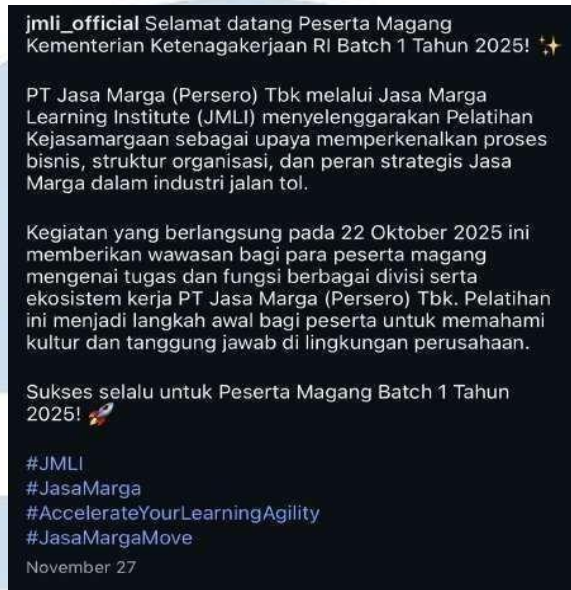 jmli_official Selamat datang Peserta Magang
Kementerian Ketenagakerjaan RI Batch 1 Tahun 2025! ✨
PT Jasa Marga (Persero) Tbk melalui Jasa Marga
Learning Institute (JMLI) menyelenggarakan Pelatihan
Kejasamargaan sebagai upaya memperkenalkan proses
bisnis, struktur organisasi, dan peran strategis Jasa
Marga dalam industri jalan tol.
Kegiatan yang berlangsung pada 22 Oktober 2025 ini
memberikan wawasan bagi para peserta magang
mengenai tugas dan fungsi berbagai divisi serta
ekosistem kerja PT Jasa Marga (Persero) Tbk. Pelatihan
ini menjadi langkah awal bagi peserta untuk memahami
kultur dan tanggung jawab di lingkungan perusahaan.
Sukses selalu untuk Peserta Magang Batch 1 Tahun
2025! 🚀
#JMLI
#JasaMarga
#AccelerateYourLearningAgility
#JasaMargaMove
November 27